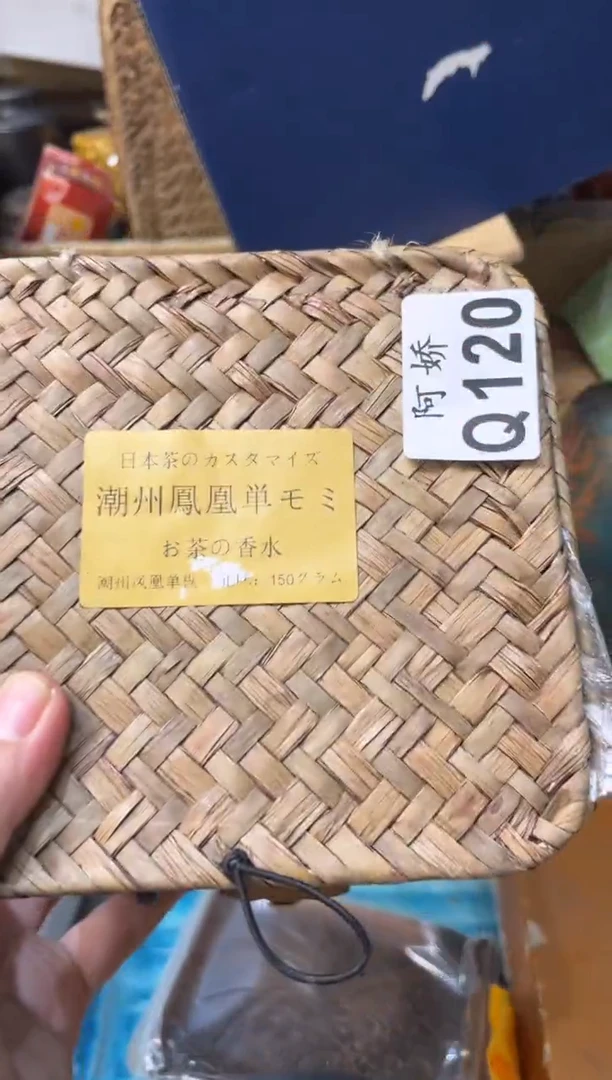 日本茶のカスタマイズ
潮州鳳凰単モミ
お茶の香水
潮州鳳凰単 150グラム
阿娇
Q120